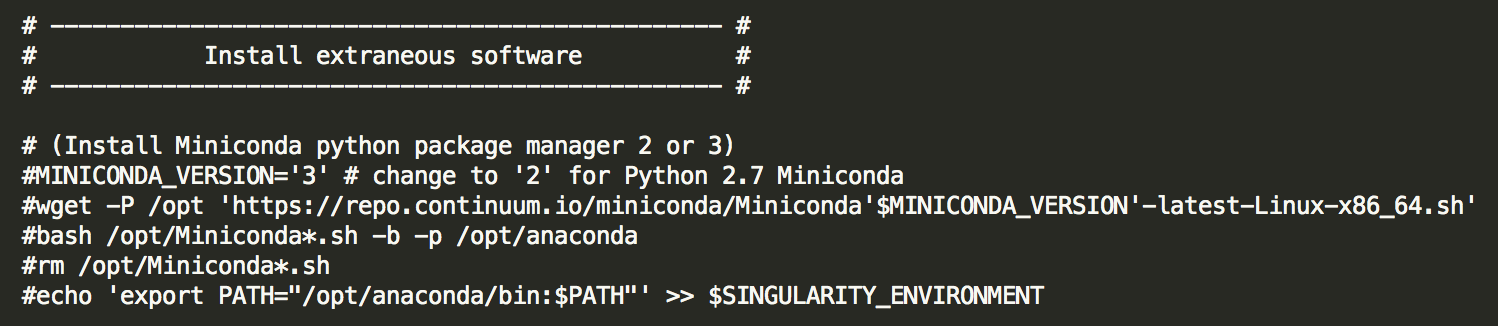 # ------------------------------------------------ #
#            Install extraneous software           #
# ------------------------------------------------ #
# (Install Miniconda python package manager 2 or 3)
#MINICONDA_VERSION='3' # change to '2' for Python 2.7 Miniconda
#wget -P /opt 'https://repo.continuum.io/miniconda/Miniconda'$MINICONDA_VERSION'-latest-Linux-x86_64.sh'
#bash /opt/Miniconda*.sh -b -p /opt/anaconda
#rm /opt/Miniconda*.sh
#echo 'export PATH="/opt/anaconda/bin:$PATH"' >> $SINGULARITY_ENVIRONMENT